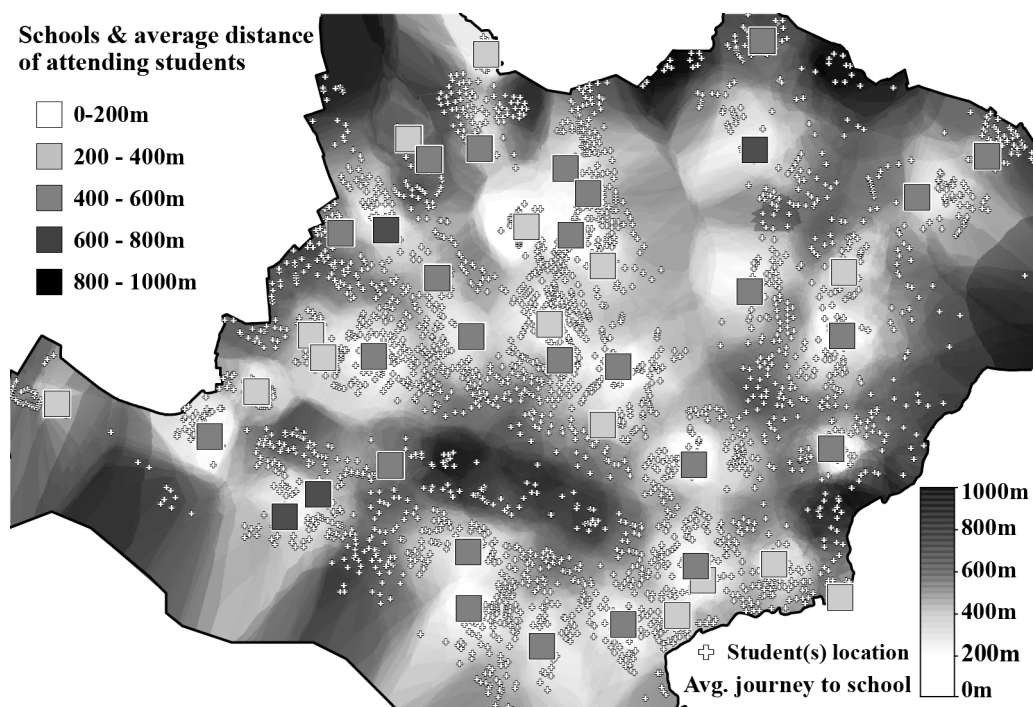 Schools & average distance
of attending students
0-200m
200 - 400m
400 - 600m
600 - 800m
800 - 1000m
1000m
800m
600m
400m
200m
0m
Student(s) location
Avg. journey to school